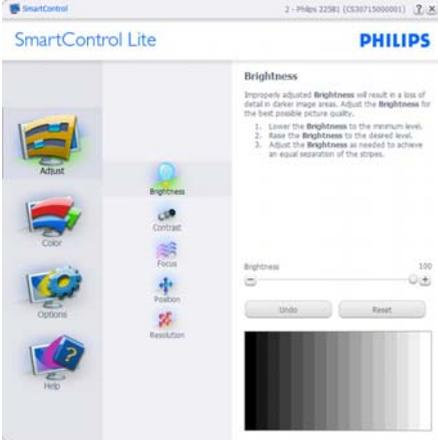 SmartControl
2 - Philips 225B1 (CS30715000001)
SmartControl Lite
PHILIPS
Adjust
Color
Options
Help
Brightness
Contrast
Focus
Position
Resolution
Brightness
Improperly adjusted Brightness will result in a loss of
detail in darker image areas. Adjust the Brightness for
the best possible picture quality.
1. Lower the Brightness to the minimum level.
2. Raise the Brightness to the desired level.
3. Adjust the Brightness as needed to achieve
an equal separation of the stripes.
Brightness 100
Undo Reset